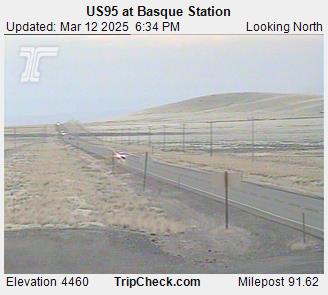 US95 at Basque Station
Updated: Mar 12 2025 6:34 PM Looking North
Elevation 4460 TripCheck.com Milepost 91.62